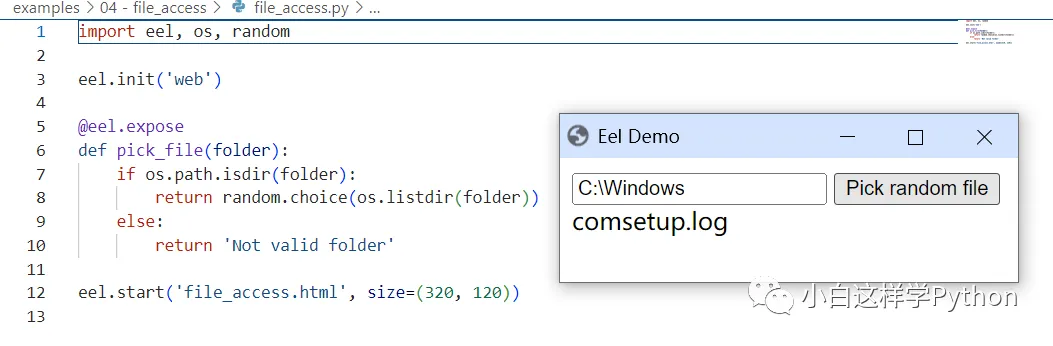 examples > 04 - file_access > file_access.py > ...
1 import eel, os, random
2
3 eel.init('web')
4
5 @eel.expose
6 def pick_file(folder):
7     if os.path.isdir(folder):
8         return random.choice(os.listdir(folder))
9     else:
10         return 'Not valid folder'
11
12 eel.start('file_access.html', size=(320, 120))
13
Eel Demo
C:\Windows Pick random file
comsetup.log
小白这样学Python